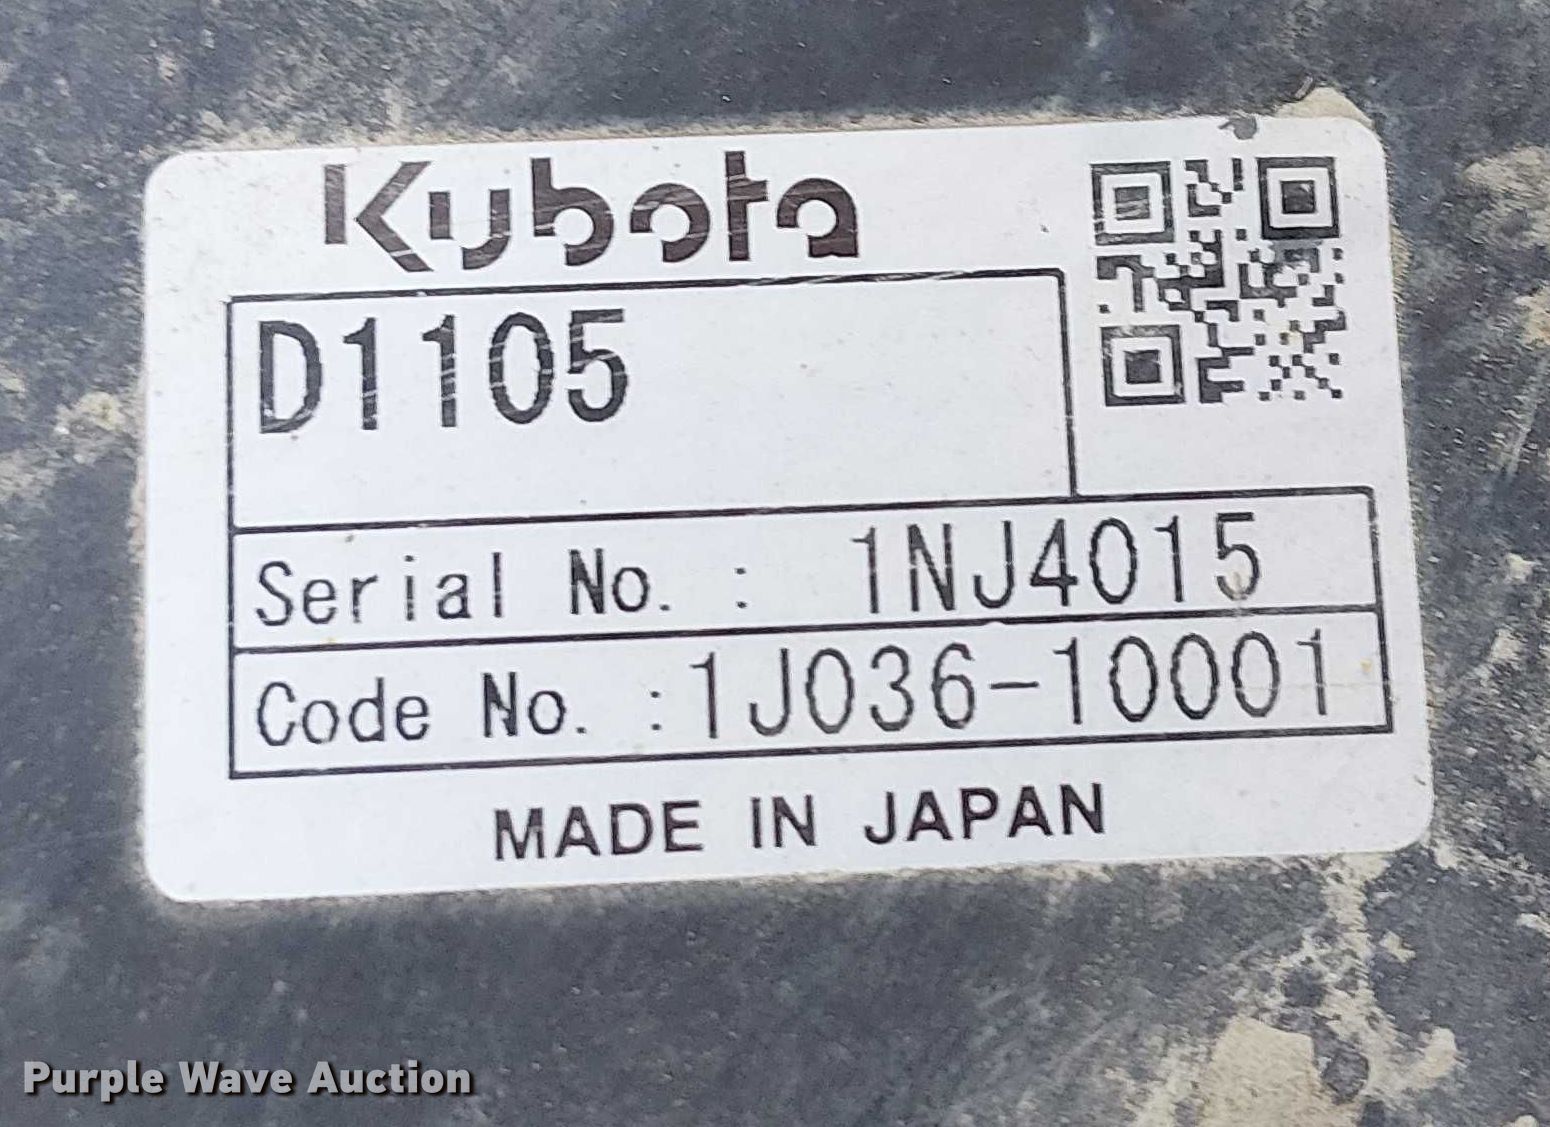 Kubota
D1105
Serial No. : 1NJ4015
Code No. :1J036-10001
MADE IN JAPAN
Purple Wave Auction